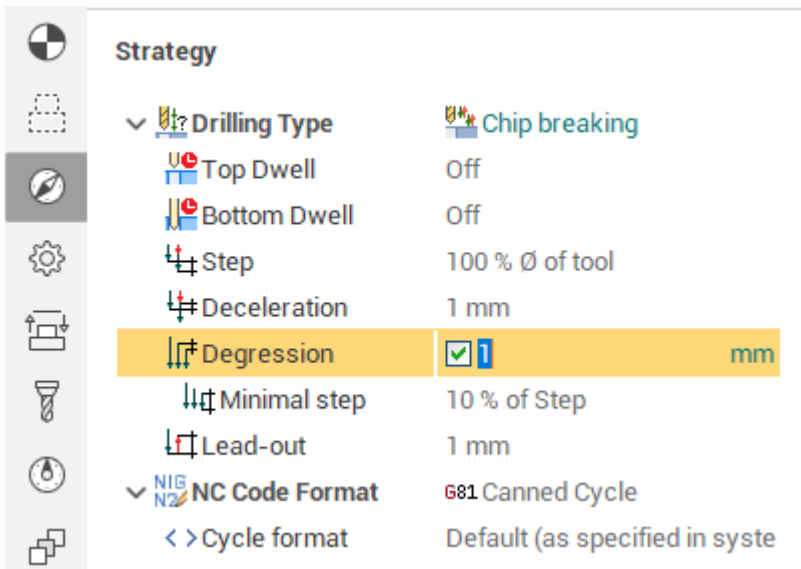 Strategy
Drilling Type Chip breaking
Top Dwell Off
Bottom Dwell Off
Step 100 % Ø of tool
Deceleration 1 mm
Degression 1 mm
Minimal step 10 % of Step
Lead-out 1 mm
NC Code Format G81 Canned Cycle
<> Cycle format Default (as specified in syste